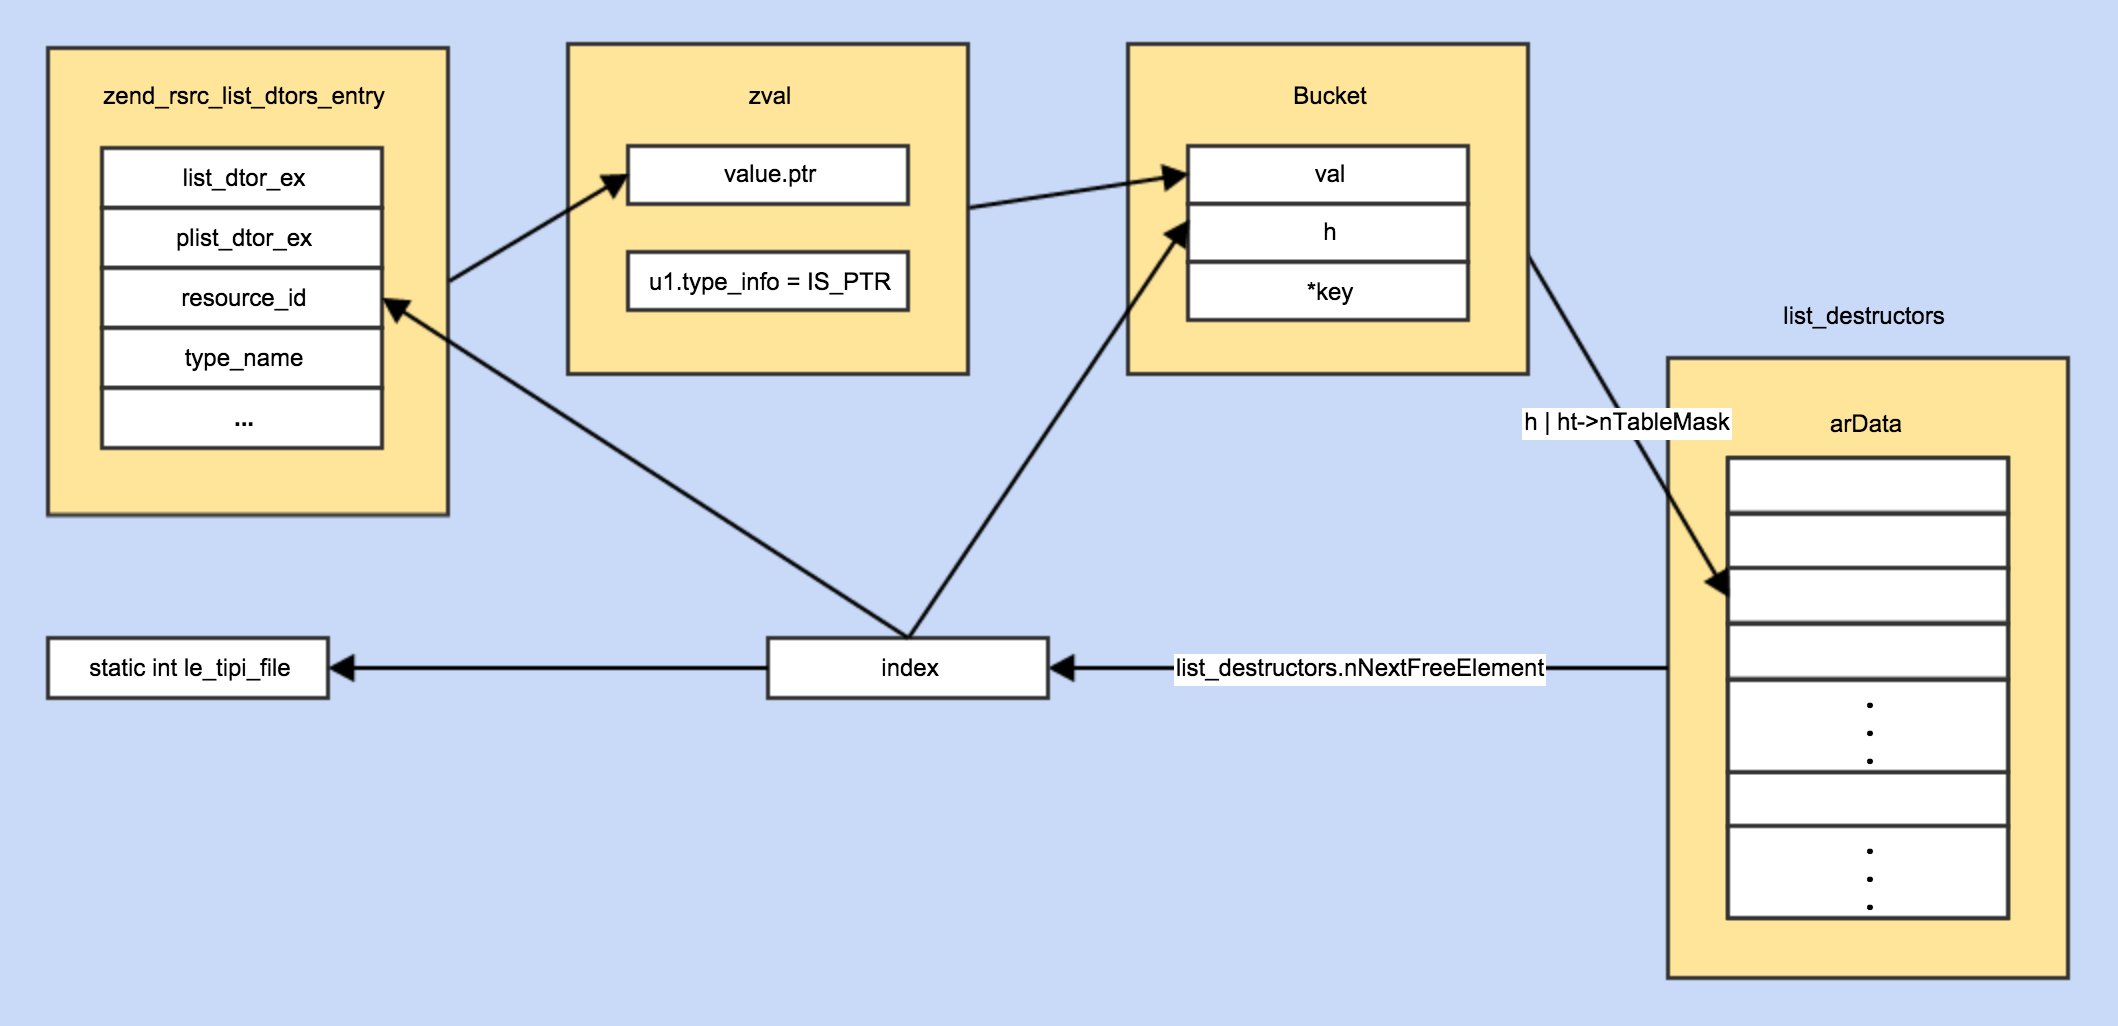 zend_rsrc_list_dtors_entry
list_dtor_ex
plist_dtor_ex
resource_id
type_name
...
zval
value.ptr
u1.type_info = IS_PTR
Bucket
val
h
*key
list_destructors
h | ht->nTableMask
arData
.
.
.
.
.
.
static int le_tipi_file
index
list_destructors.nNextFreeElement